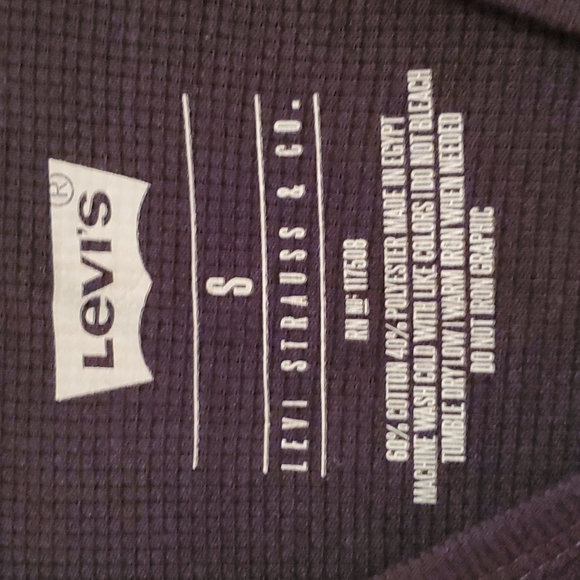 LEVI'S®
S
LEVI STRAUSS & CO.
RN Nº 117508
60% COTTON 40% POLYESTER MADE IN EGYPT
MACHINE WASH COLD WITH LIKE COLORS | DO NOT BLEACH
TUMBLE DRY LOW | WARM IRON WHEN NEEDED
DO NOT IRON GRAPHIC